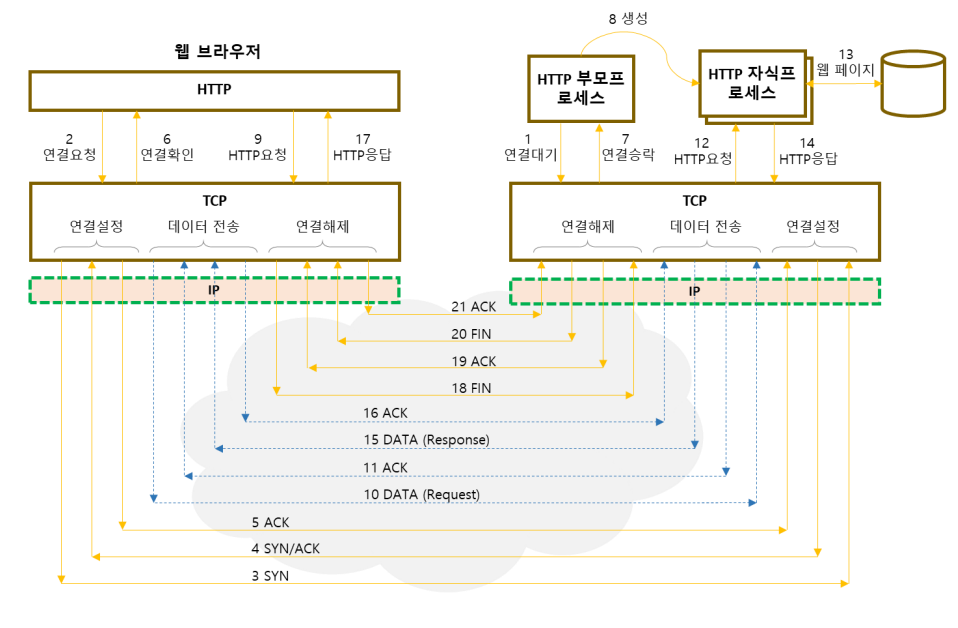 8 생성
웹 브라우저
13
웹 페이지
HTTP
HTTP 부모프
로세스
HTTP 자식프
로세스
2
연결요청
6
연결확인
9
HTTP요청
17
HTTP응답
1
연결대기
7
연결승락
12
HTTP요청
14
HTTP응답
TCP
연결설정
데이터 전송
연결해제
TCP
연결해제
데이터 전송
연결설정
IP
IP
21 ACK
20 FIN
19 ACK
18 FIN
16 ACK
15 DATA (Response)
11 ACK
10 DATA (Request)
5 ACK
4 SYN/ACK
3 SYN